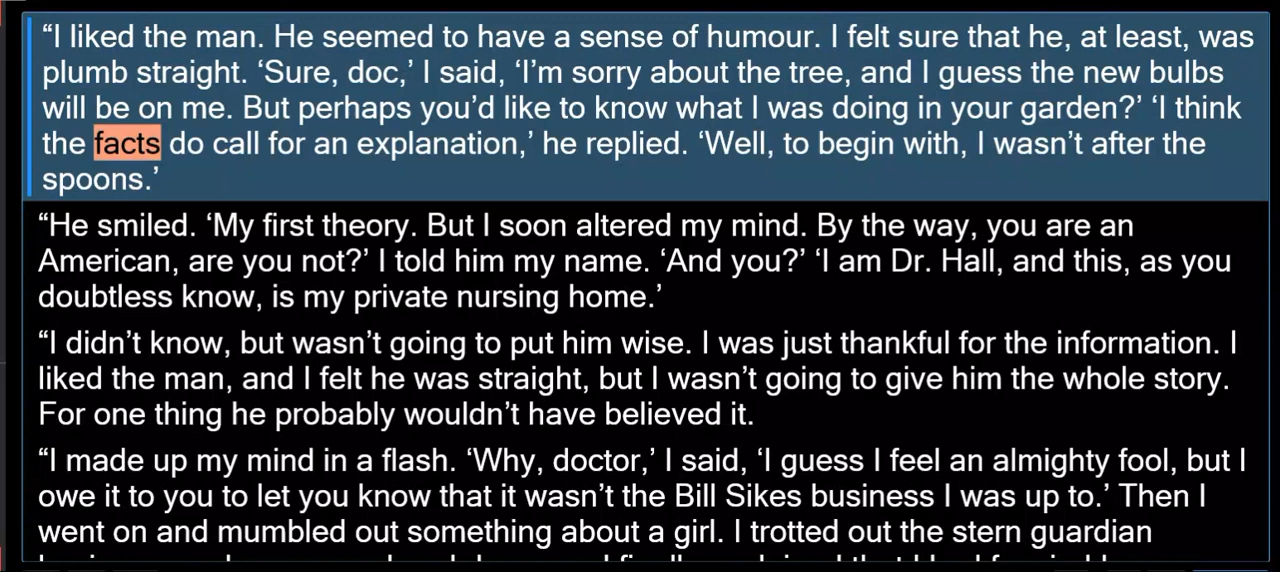 “I liked the man. He seemed to have a sense of humour. I felt sure that he, at least, was
plumb straight. ‘Sure, doc,’ I said, ‘I’m sorry about the tree, and I guess the new bulbs
will be on me. But perhaps you’d like to know what I was doing in your garden?’ ‘I think
the facts do call for an explanation,’ he replied. ‘Well, to begin with, I wasn’t after the
spoons.’
“He smiled. ‘My first theory. But I soon altered my mind. By the way, you are an
American, are you not?’ I told him my name. ‘And you?’ ‘I am Dr. Hall, and this, as you
doubtless know, is my private nursing home.’
“I didn’t know, but wasn’t going to put him wise. I was just thankful for the information. I
liked the man, and I felt he was straight, but I wasn’t going to give him the whole story.
For one thing he probably wouldn’t have believed it.
“I made up my mind in a flash. ‘Why, doctor,’ I said, ‘I guess I feel an almighty fool, but I
owe it to you to let you know that it wasn’t the Bill Sikes business I was up to.’ Then I
went on and mumbled out something about a girl. I trotted out the stern guardian